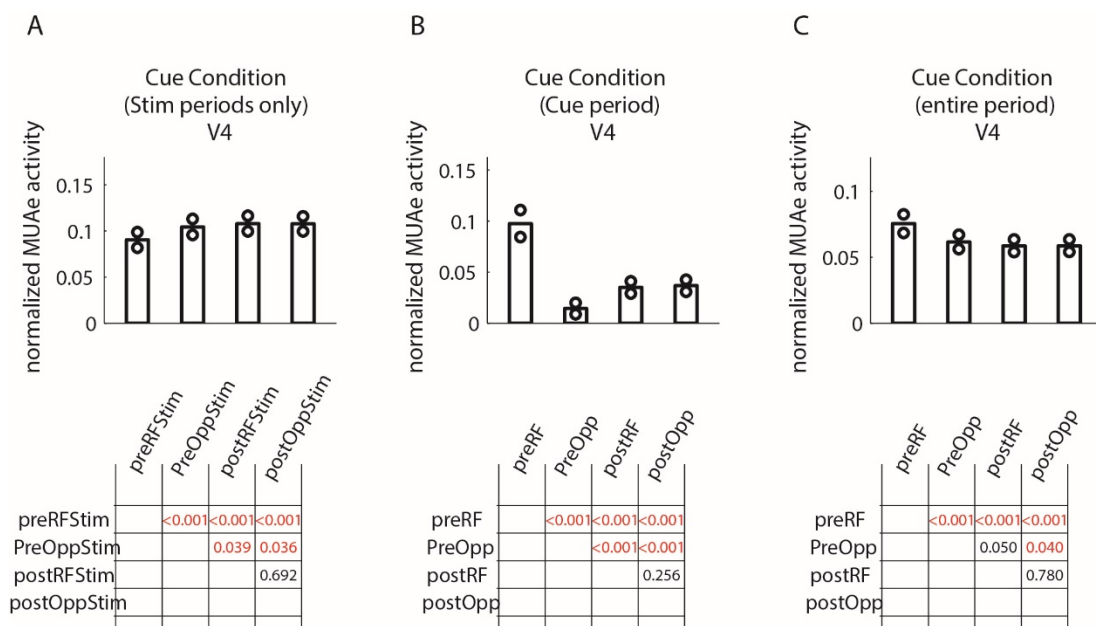 A
Cue Condition
(Stim periods only)
V4
normalized MUAe activity
0.15
0.1
0.05
0
preRFStim
PreOppStim
postRFStim
postOppStim
preRFStim <0.001 <0.001 <0.001
PreOppStim 0.039 0.036
postRFStim 0.692
postOppStim
B
Cue Condition
(Cue period)
V4
normalized MUAe activity
0.15
0.1
0.05
0
preRF
PreOpp
postRF
postOpp
preRF <0.001 <0.001 <0.001
PreOpp <0.001 <0.001
postRF 0.256
postOpp
C
Cue Condition
(entire period)
V4
normalized MUAe activity
0.1
0.05
0
preRF
PreOpp
postRF
postOpp
preRF <0.001 <0.001 <0.001
PreOpp 0.050 0.040
postRF 0.780
postOpp